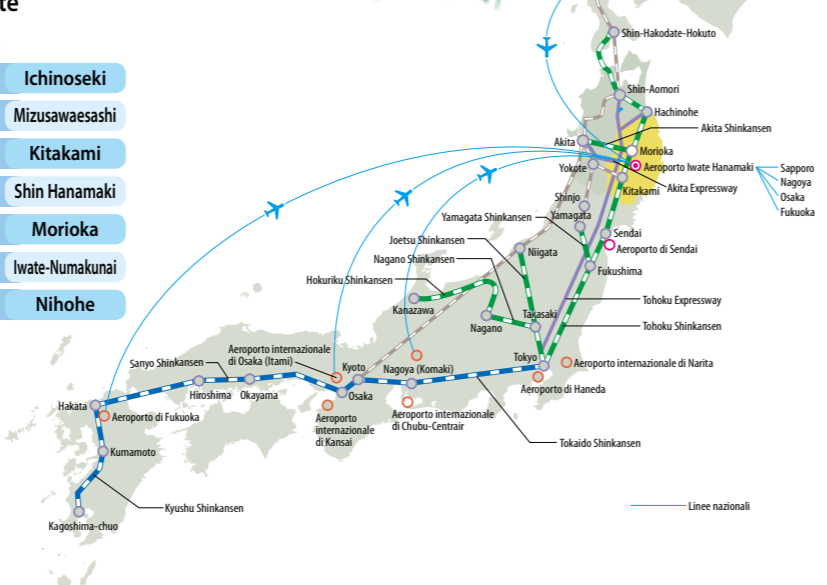 te
Ichinoseki
Mizusawaesashi
Kitakami
Shin Hanamaki
Morioka
Iwate-Numakunai
Nihohe
Shin-Hakodate-Hokuto
Shin-Aomori
Hachinohe
Akita Shinkansen
Akita
Morioka
Aeroporto Iwate Hanamaki
Sapporo
Nagoya
Osaka
Fukuoka
Yokote
Kitakami
Akita Expressway
Shinjo
Yamagata Shinkansen
Yamagata
Sendai
Aeroporto di Sendai
Joetsu Shinkansen
Niigata
Nagano Shinkansen
Fukushima
Hokuriku Shinkansen
Kanazawa
Tohoku Expressway
Nagano
Takasaki
Tohoku Shinkansen
Tokyo
Aeroporto internazionale di Narita
Aeroporto di Haneda
Sanyo Shinkansen
Aeroporto internazionale
di Osaka (Itami)
Kyoto
Nagoya (Komaki)
Hiroshima
Okayama
Osaka
Hakata
Aeroporto di Fukuoka
Aeroporto
internazionale
di Kansai
Aeroporto internazionale
di Chubu-Centrair
Tokaido Shinkansen
Kumamoto
Kyushu Shinkansen
Kagoshima-chuo
Linee nazionali